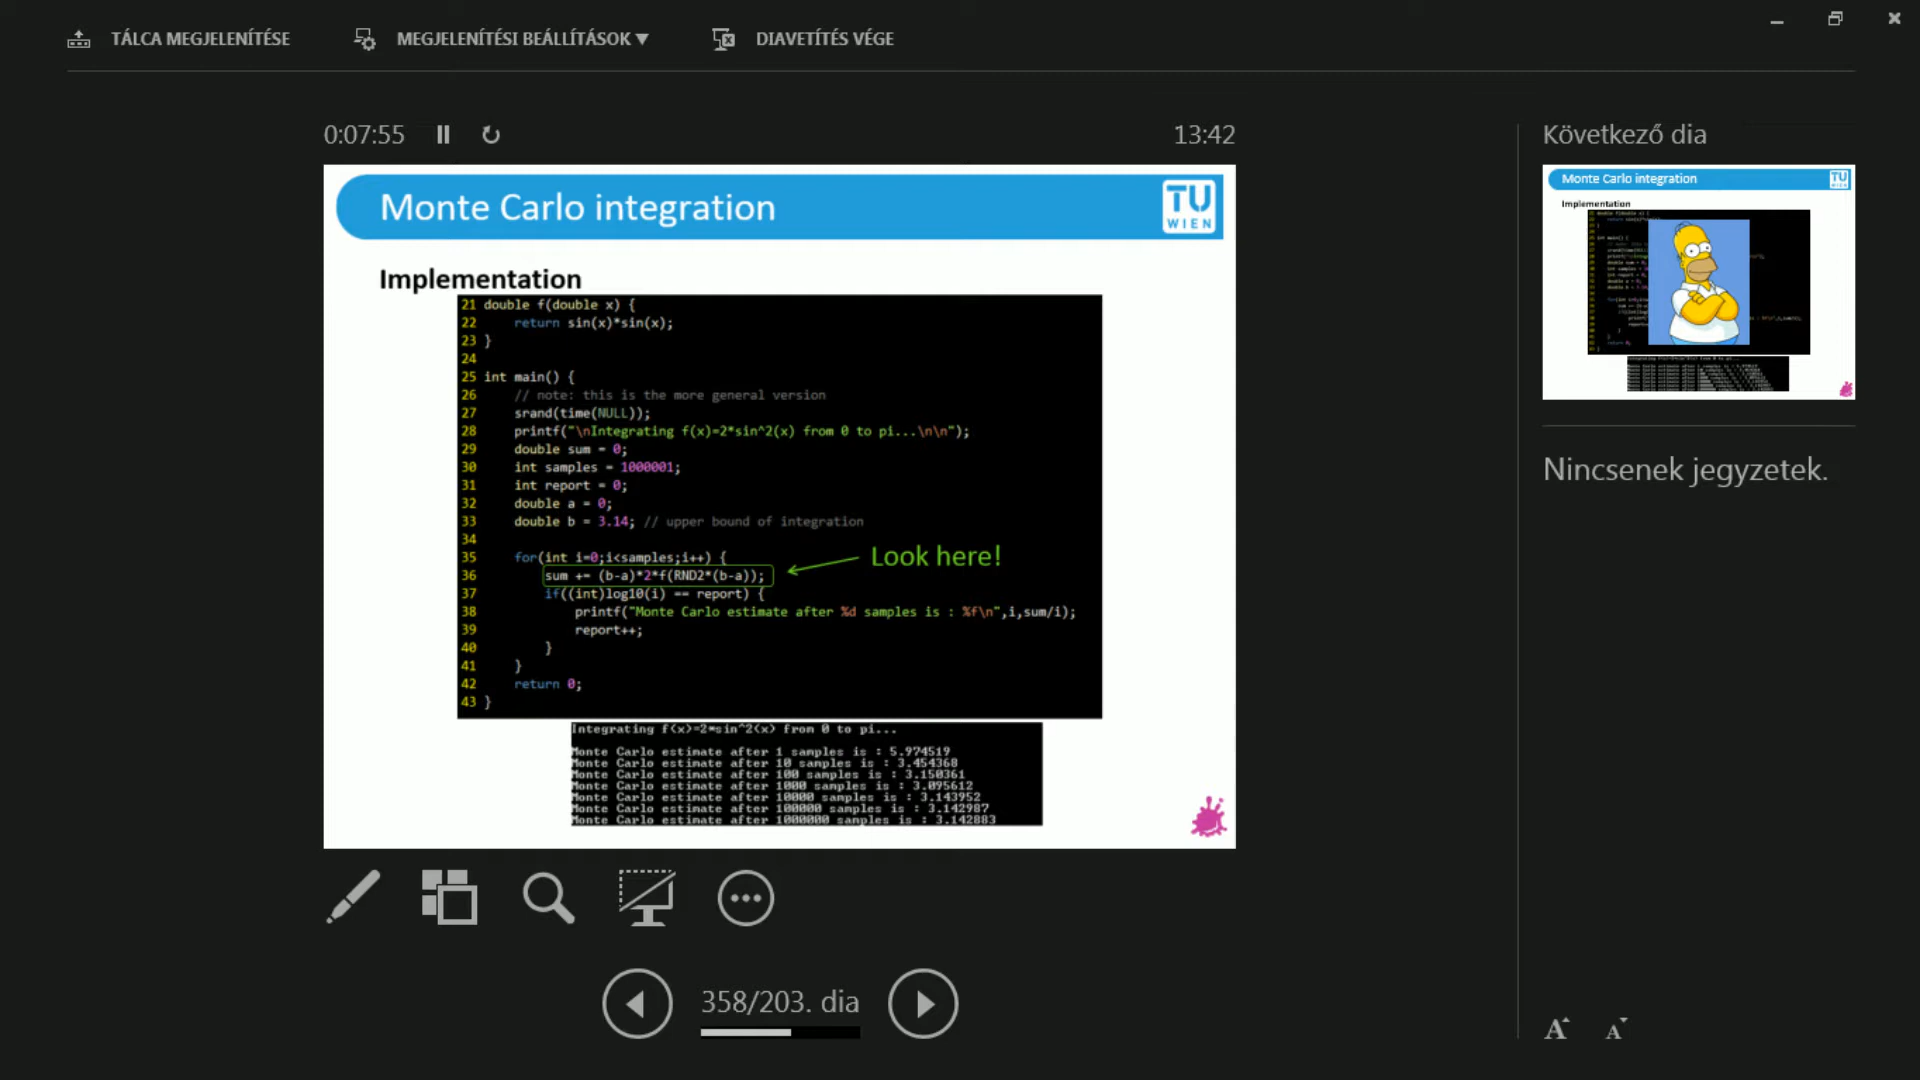 TÁLCA MEGJELENÍTÉSE
MEGJELENÍTÉSI BEÁLLÍTÁSOK
DIAVETÍTÉS VÉGE
0:07:55
13:42
Monte Carlo integration
TU
WIEN
Implementation
21 double f(double x) {
22 return sin(x)*sin(x);
23 }
24
25 int main() {
26 // note: this is the more general version
27 srand(time(NULL));
28 printf("\nIntegrating f(x)=2*sin^2(x) from 0 to pi...\n\n");
29 double sum = 0;
30 int samples = 1000001;
31 int report = 0;
32 double a = 0;
33 double b = 3.14; // upper bound of integration
34
35 for(int i=0;i<samples;i++) {
36 sum += (b-a)*2*f(RND2*(b-a));
37 if((int)log10(i) == report) {
38 printf("Monte Carlo estimate after %d samples is : %f\n",i,sum/i);
39 report++;
40 }
41 }
42 return 0;
43 }
Look here!
Integrating f(x)=2*sin^2(x) from 0 to pi...
Monte Carlo estimate after 1 samples is : 5.974519
Monte Carlo estimate after 10 samples is : 3.454368
Monte Carlo estimate after 100 samples is : 3.150361
Monte Carlo estimate after 1000 samples is : 3.095612
Monte Carlo estimate after 10000 samples is : 3.143952
Monte Carlo estimate after 100000 samples is : 3.142987
Monte Carlo estimate after 1000000 samples is : 3.142883
358/203. dia
Következő dia
Monte Carlo integration
TU
WIEN
Implementation
Nincsenek jegyzetek.
A A